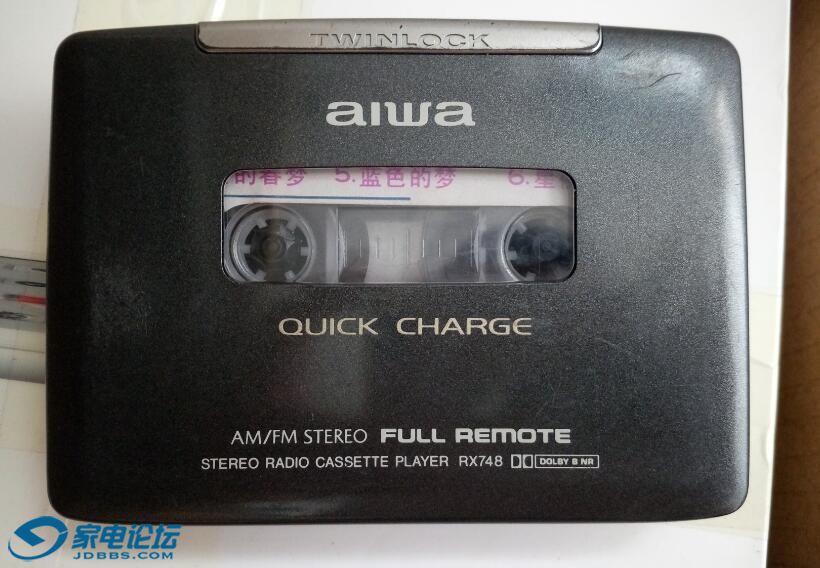 TWINLOCK
aiwa
的春梦 5.蓝色的梦 6.星
QUICK CHARGE
AM/FM STEREO FULL REMOTE
STEREO RADIO CASSETTE PLAYER RX748 DOLBY B NR
家电论坛
JDBBS.COM